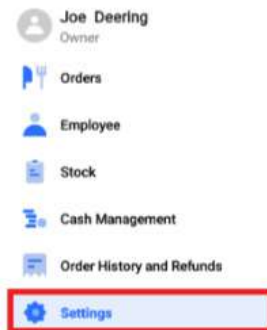 Joe Deering
Owner
Orders
Employee
Stock
Cash Management
Order History and Refunds
Settings